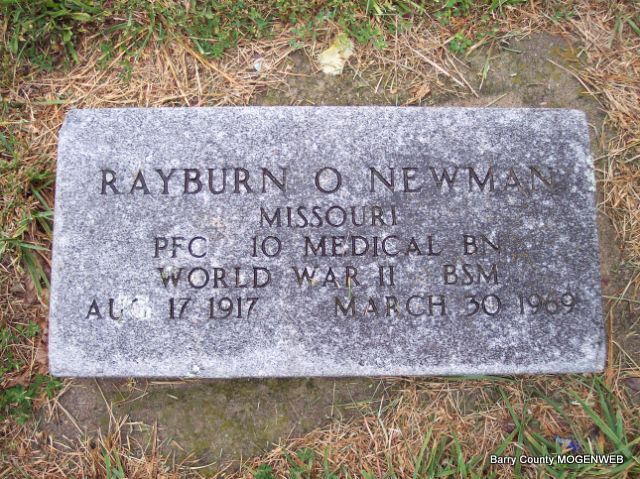 RAYBURN O NEWMAN
MISSOURI
PFC 10 MEDICAL BN
WORLD WAR II BSM
AUG 17 1917 MARCH 30 1969
Barry County MOGENWEB